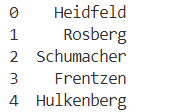 0 Heidfeld
1 Rosberg
2 Schumacher
3 Frentzen
4 Hulkenberg